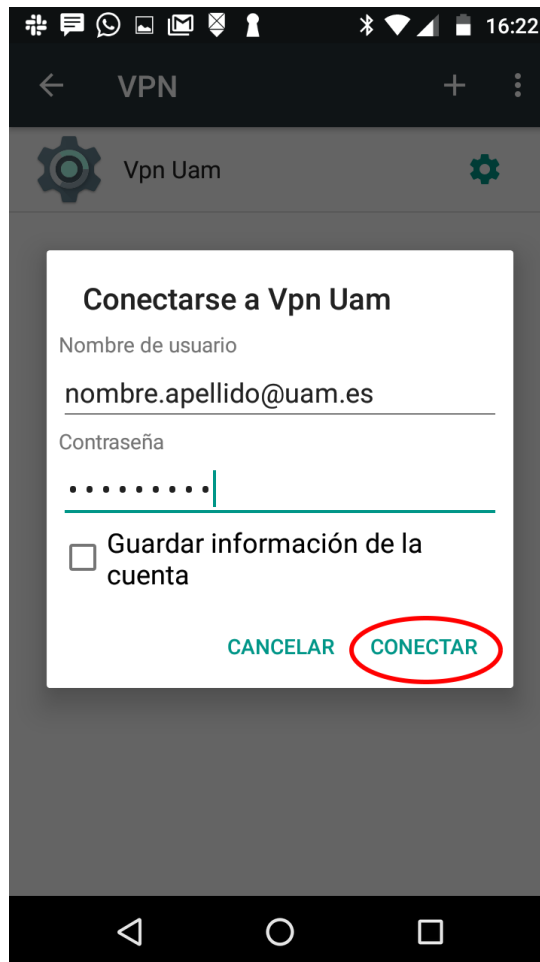 16:22
VPN
Vpn Uam
Conectarse a Vpn Uam
Nombre de usuario
nombre.apellido@uam.es
Contraseña
•••••••••
Guardar información de la
cuenta
CANCELAR CONECTAR